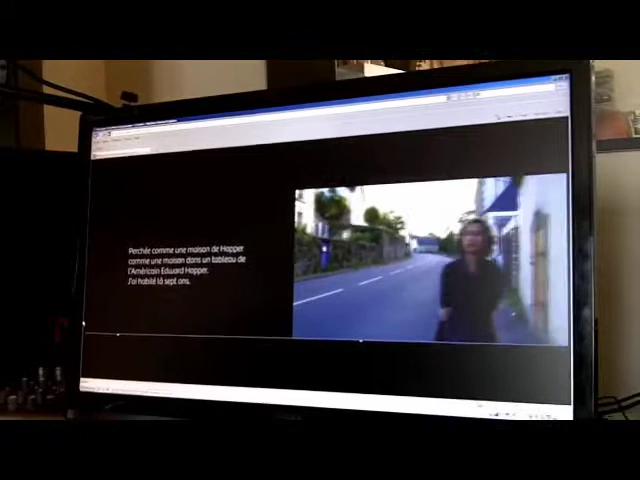 Perchée comme une maison de Hopper
comme une maison dans un tableau de
l'Américain Edward Hopper.
J'ai habité là sept ans.